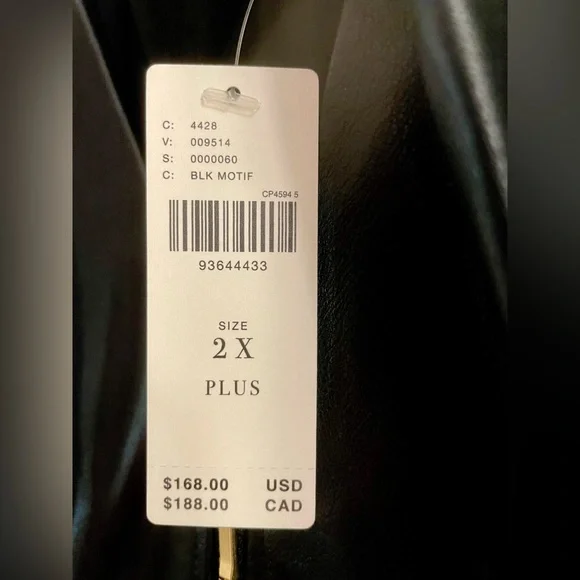 C: 4428
V: 009514
S: 0000060
C: BLK MOTIF
CP4594 5
93644433
SIZE
2 X
PLUS
$168.00 USD
$188.00 CAD